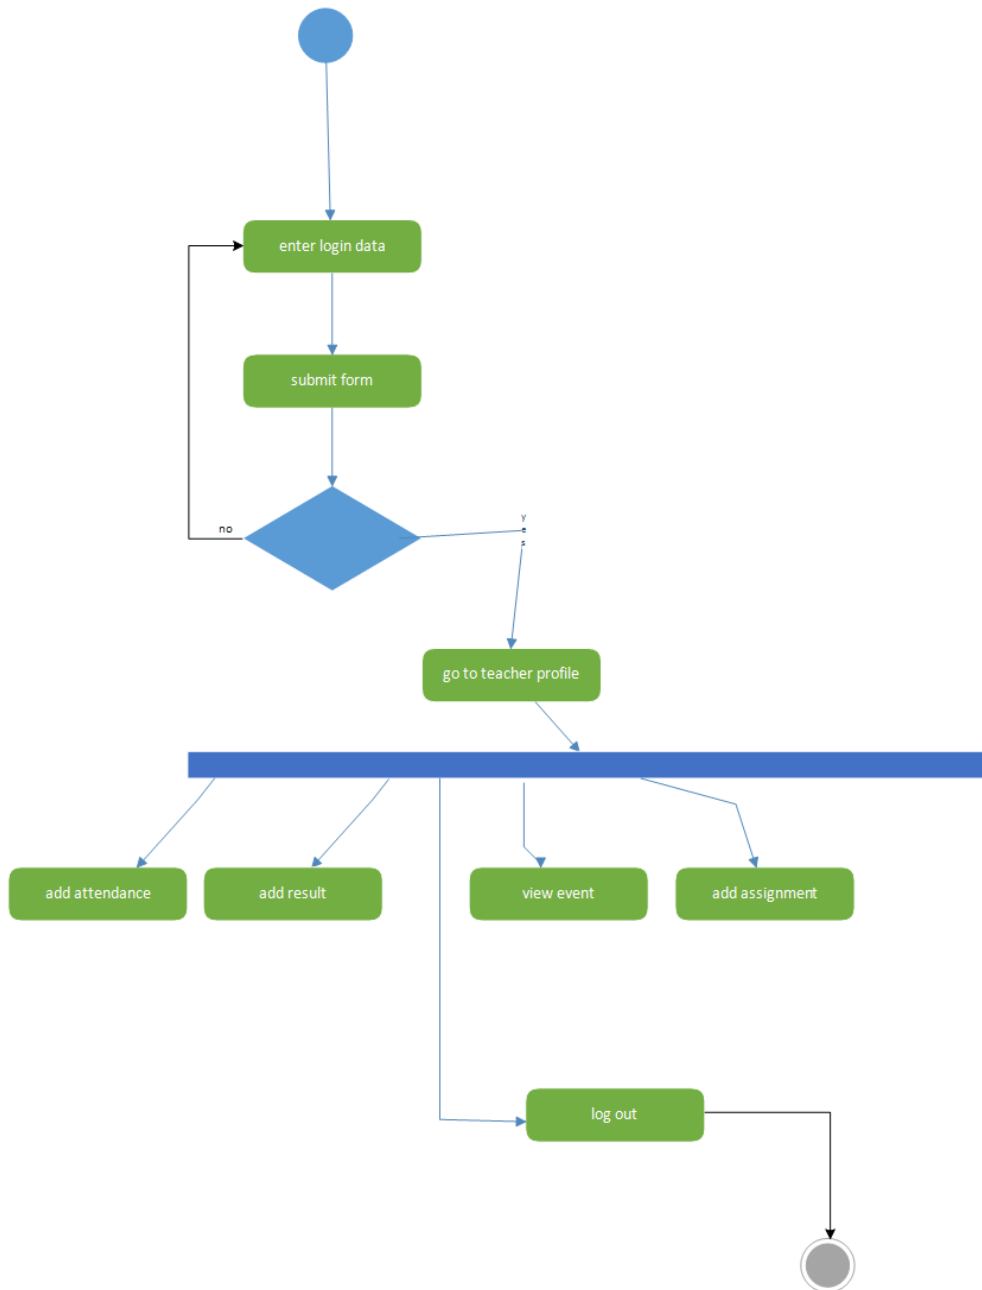 enter login data
submit form
no
yes
go to teacher profile
add attendance
add result
view event
add assignment
log out